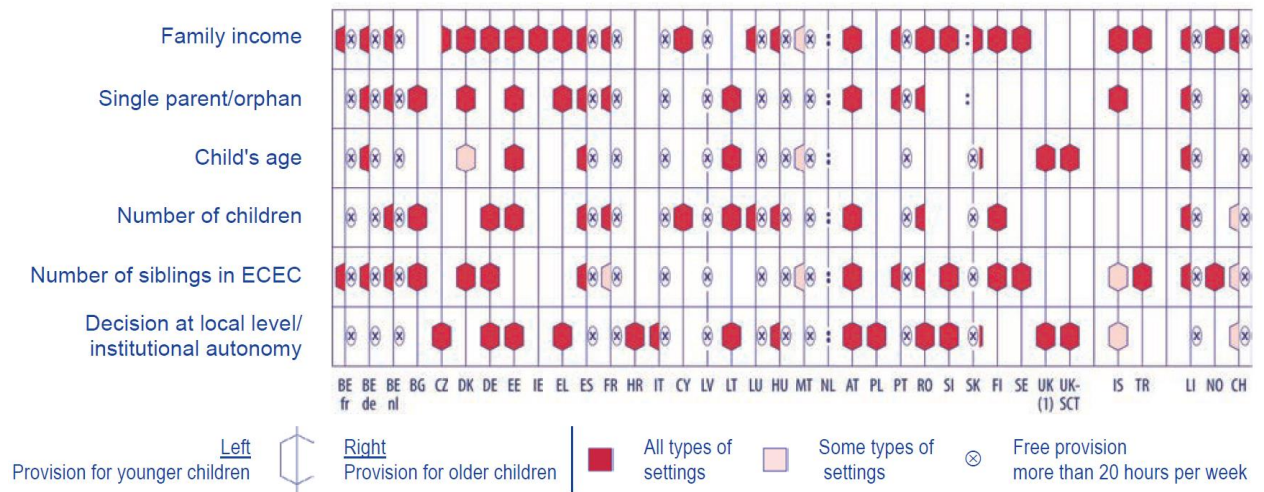 Family income
Single parent/orphan
Child's age
Number of children
Number of siblings in ECEC
Decision at local level/
institutional autonomy
BE fr BE de BE nl BG CZ DK DE EE IE EL ES FR HR IT CY LV LT LU HU MT NL AT PL PT RO SI SK FI SE UK (1) UK-SCT IS TR LI NO CH
Left
Provision for younger children
Right
Provision for older children
All types of
settings
Some types of
settings
Free provision
more than 20 hours per week